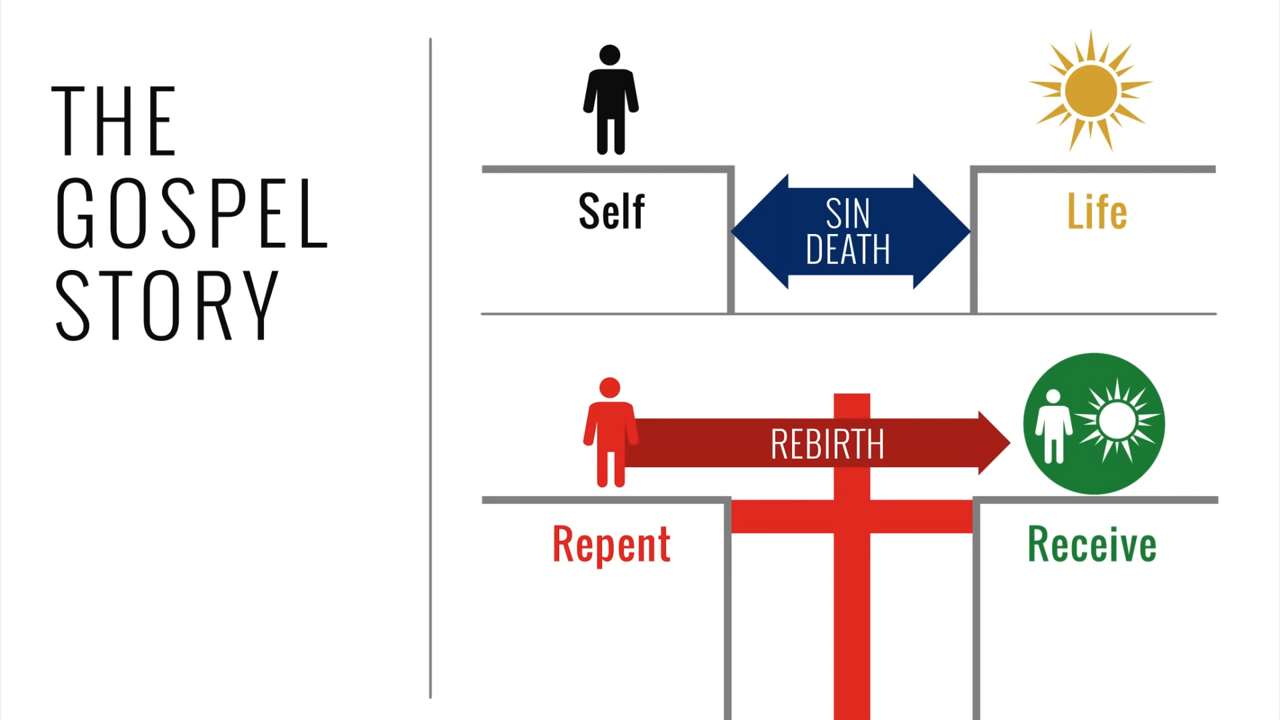 THE
GOSPEL
STORY
Self
SIN
DEATH
Life
REBIRTH
Repent
Receive